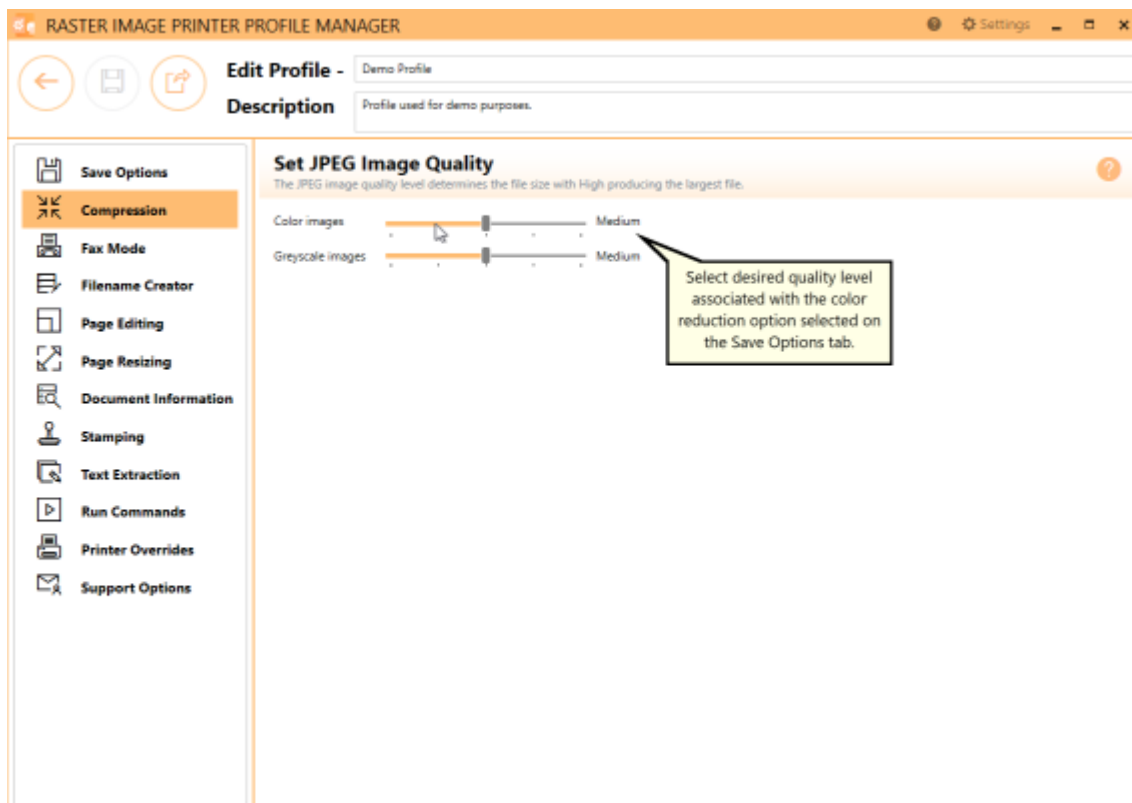 RASTER IMAGE PRINTER PROFILE MANAGER
Settings
Edit Profile -
Demo Profile
Description
Profile used for demo purposes.
Save Options
Compression
Fax Mode
Filename Creator
Page Editing
Page Resizing
Document Information
Stamping
Text Extraction
Run Commands
Printer Overrides
Support Options
Set JPEG Image Quality
The JPEG image quality level determines the file size with High producing the largest file.
Color images
Medium
Greyscale images
Medium
Select desired quality level
associated with the color
reduction option selected on
the Save Options tab.